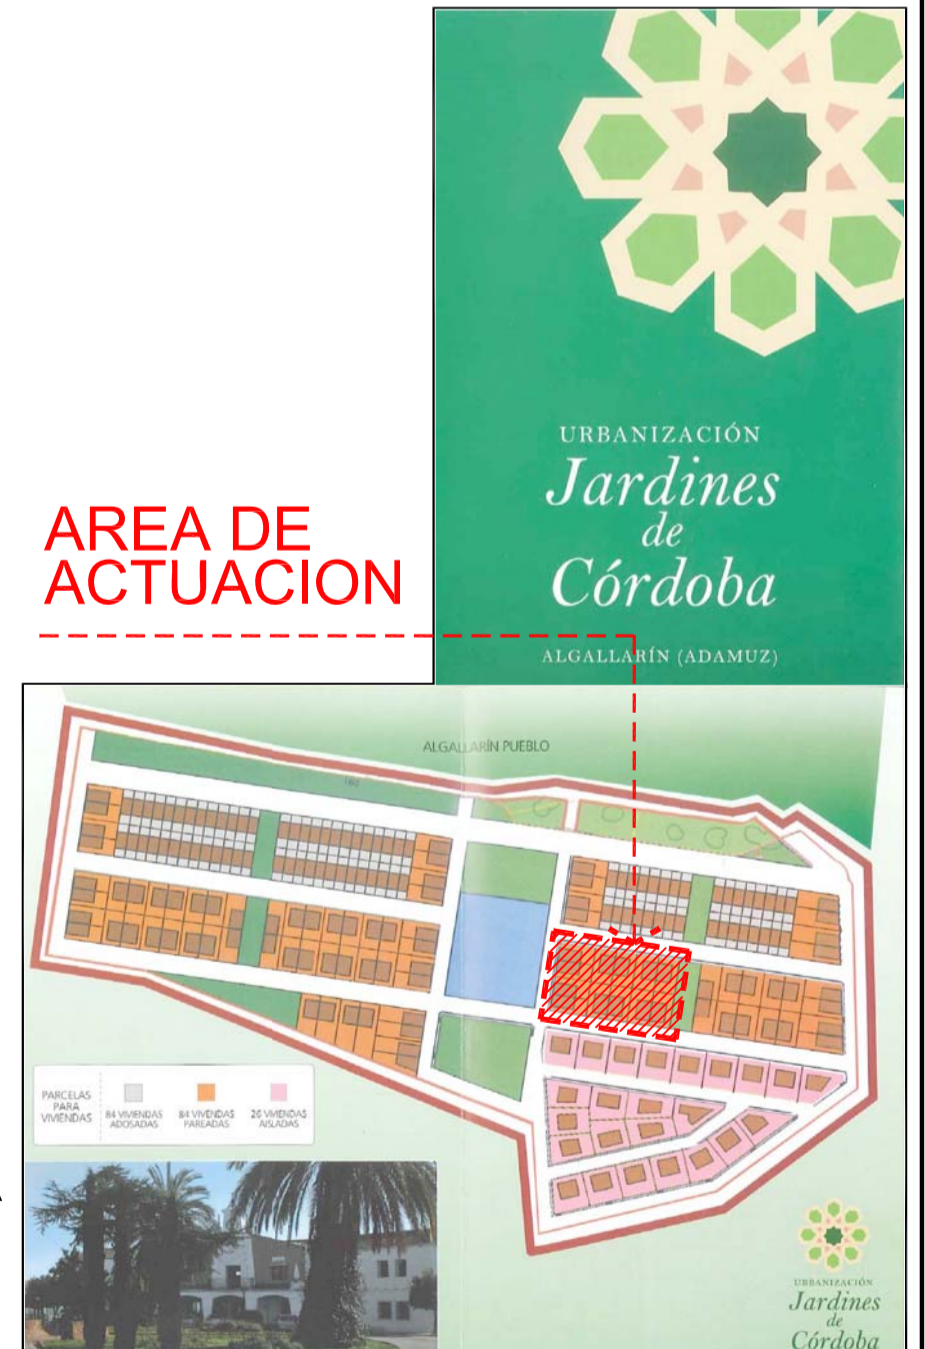 URBANIZACIÓN
Jardines
de
Córdoba
ALGALLARÍN (ADAMUZ)
AREA DE
ACTUACION
ALGALLARÍN PUEBLO
PARCELAS
PARA
VIVIENDAS
84 VIVIENDAS
ADOSADAS
84 VIVIENDAS
PAREADAS
26 VIVIENDAS
AISLADAS
URBANIZACIÓN
Jardines
de
Córdoba